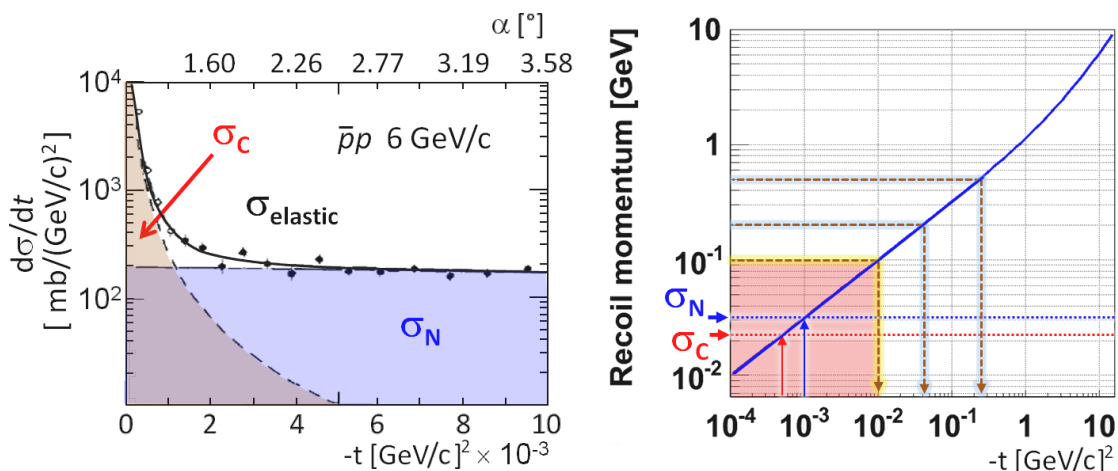 α [°]
1.60 2.26 2.77 3.19 3.58
10⁴
10³
10²
dσ/dt
[ mb/(GeV/c)² ]
σC
p̄p 6 GeV/c
σelastic
σN
0 2 4 6 8 10
-t [GeV/c]² × 10⁻³
Recoil momentum [GeV]
10
1
10⁻¹
σN
σC
10⁻²
10⁻⁴ 10⁻³ 10⁻² 10⁻¹ 1 10
-t [GeV/c]²